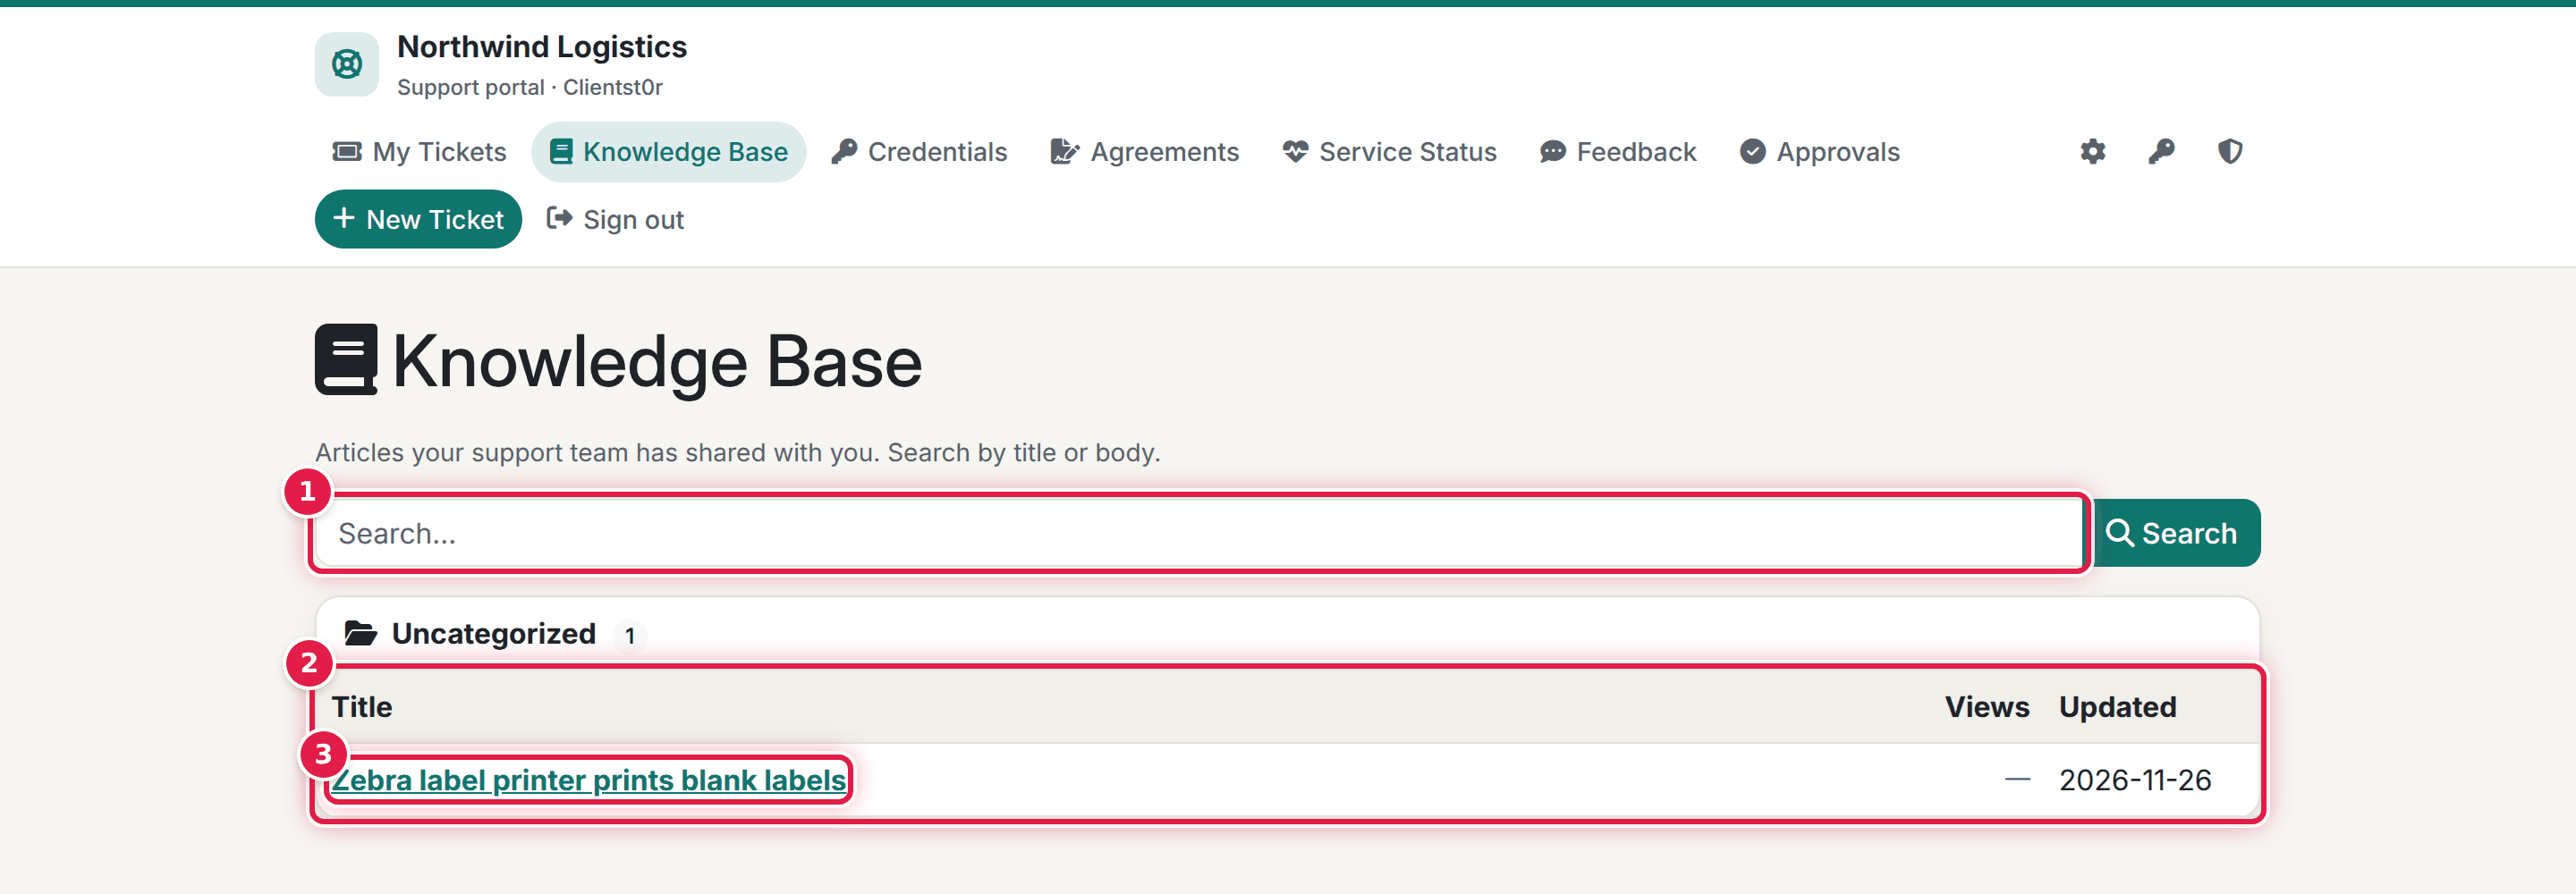 Northwind Logistics
Support portal · Clientst0r
My Tickets Knowledge Base Credentials Agreements Service Status Feedback Approvals
New Ticket Sign out
Knowledge Base
Articles your support team has shared with you. Search by title or body.
1
Search... Search
Uncategorized 1
2
Title Views Updated
3
Zebra label printer prints blank labels — 2026-11-26